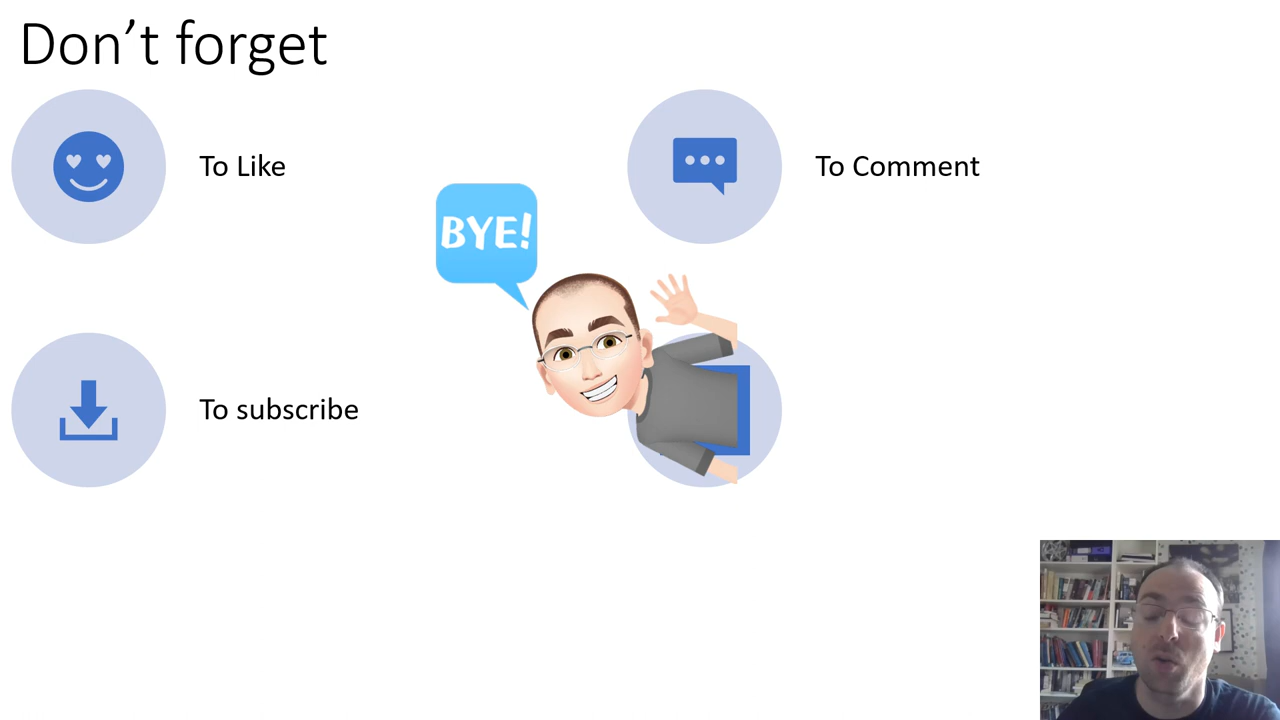 Don’t forget
To Like
To Comment
BYE!
To subscribe